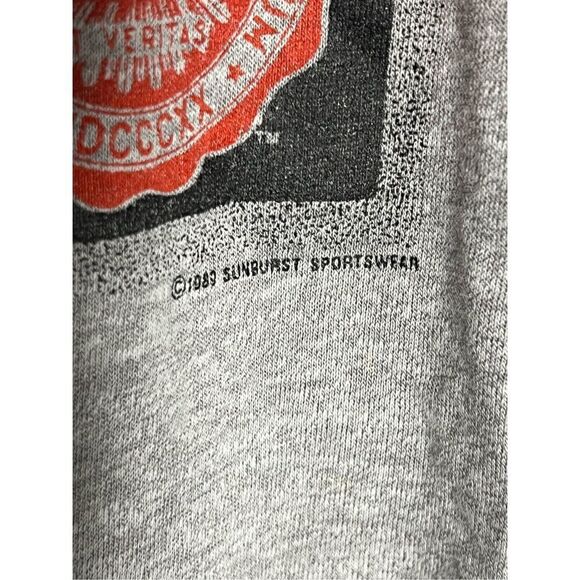 VERITAS
DCCCXX ★
TM
©1989 SUNBURST SPORTSWEAR